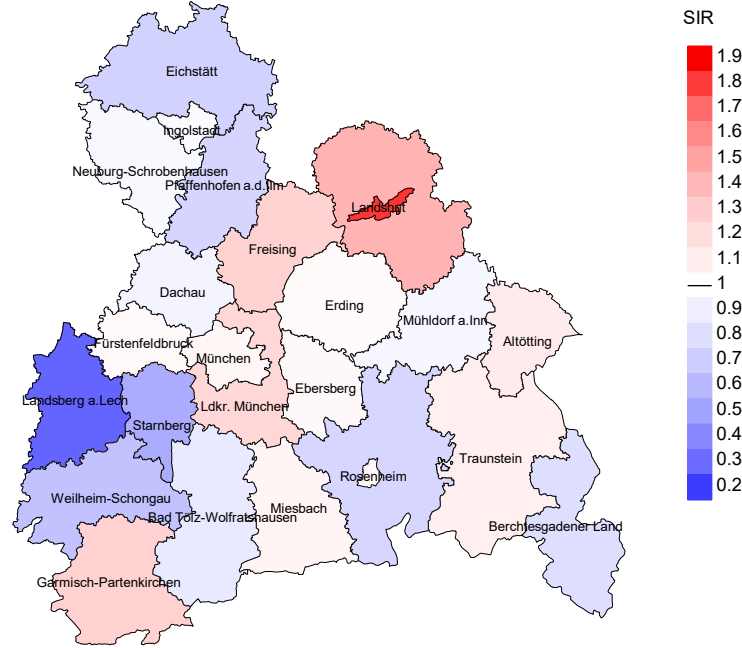 SIR
Eichstätt
1.9
1.8
1.7
1.6
1.5
1.4
1.3
1.2
1.1
1
0.9
0.8
0.7
0.6
0.5
0.4
0.3
0.2
Ingolstadt
Neuburg-Schrobenhausen
Pfaffenhofen a.d.Ilm
Landshut
Freising
Dachau
Erding
Mühldorf a.Inn
Fürstenfeldbruck
München
Altötting
Ebersberg
Landsberg a.Lech
Ldkr. München
Starnberg
Traunstein
Rosenheim
Weilheim-Schongau
Miesbach
Bad Tölz-Wolfratshausen
Berchtesgadener Land
Garmisch-Partenkirchen